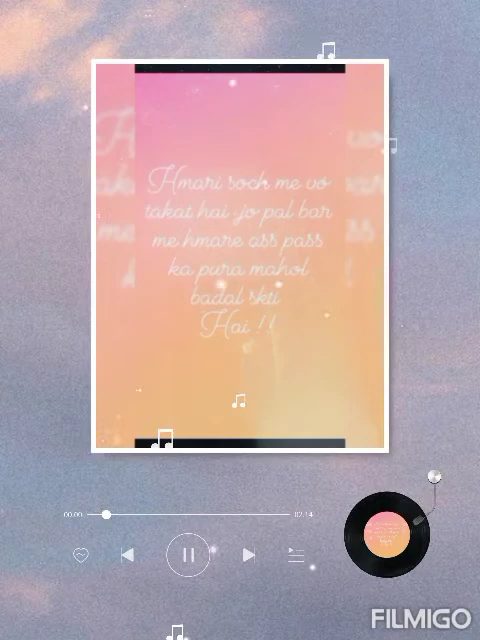 Hmari soch me vo
takat hai jo pal bar
me hmare ass pass
ka pura mahol
badal skti
Hai !!
00.00
02.14
FILMIGO